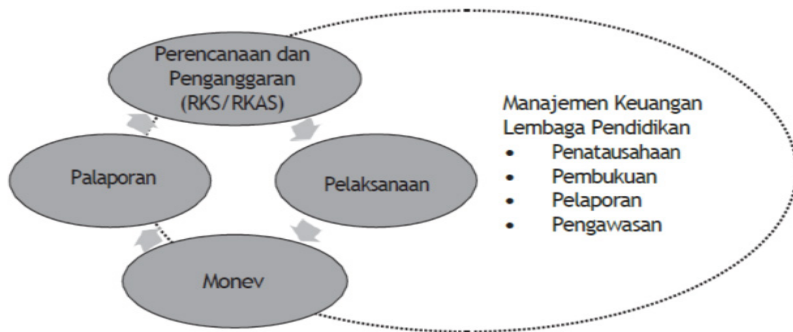 Perencanaan dan
Penganggaran
(RKS/RKAS)
Palaporan
Pelaksanaan
Monev
Manajemen Keuangan
Lembaga Pendidikan
• Penatausahaan
• Pembukuan
• Pelaporan
• Pengawasan